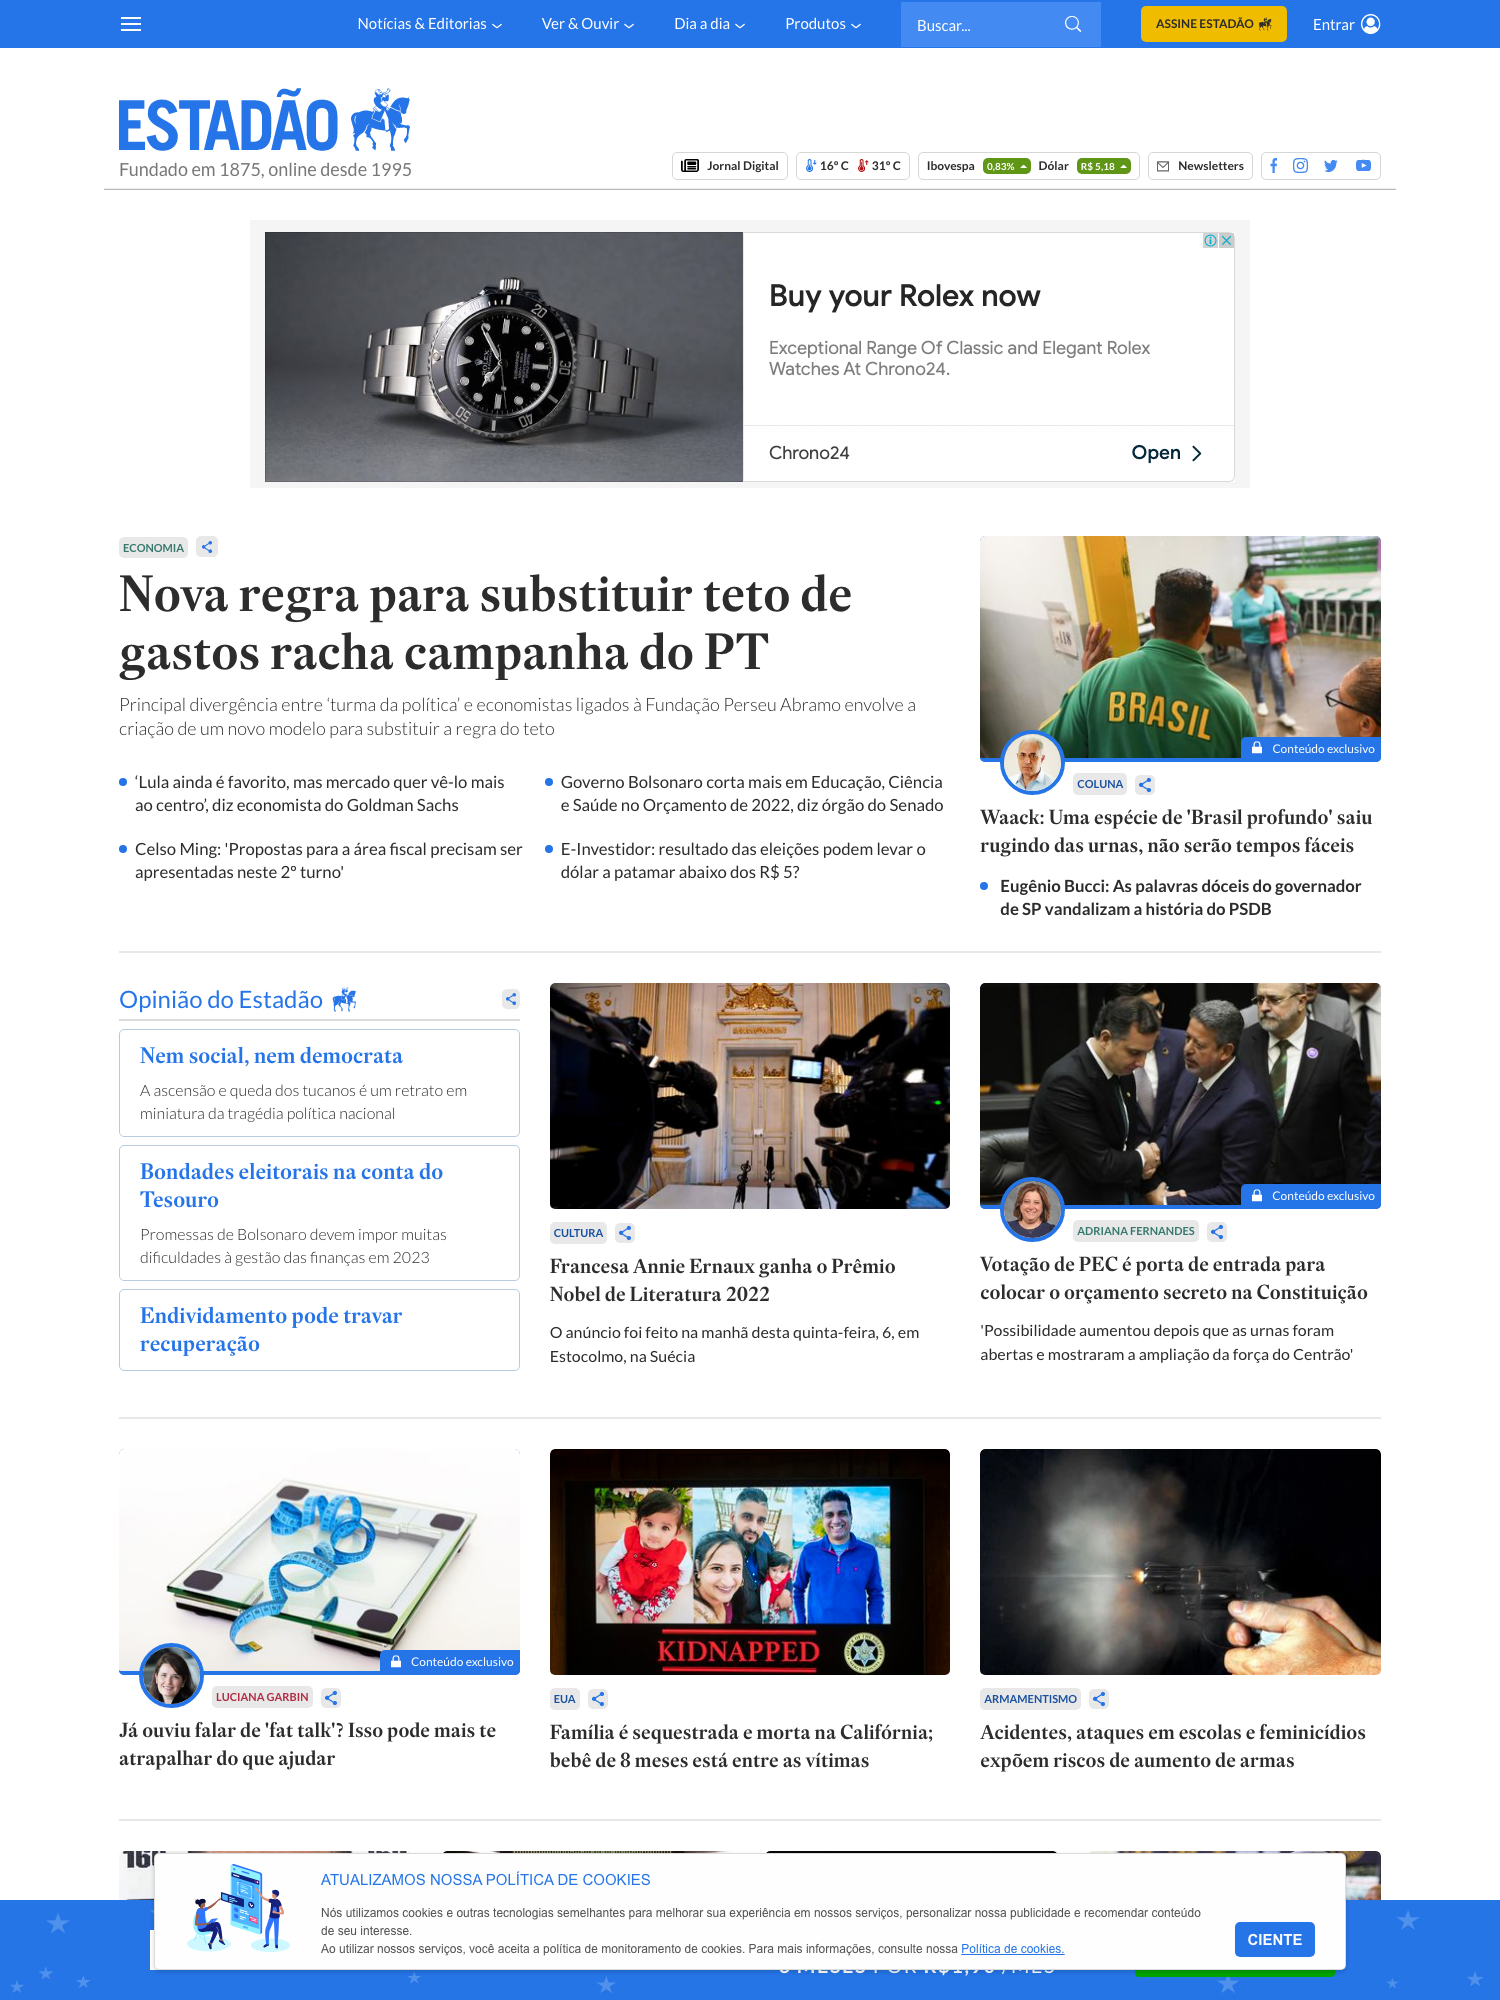 Notícias & Editorias
Ver & Ouvir
Dia a dia
Produtos
Buscar...
ASSINE ESTADÃO
Entrar
ESTADÃO
Fundado em 1875, online desde 1995
Jornal Digital
16º C
31º C
Ibovespa 0,83% Dólar R$ 5,18
Newsletters
Buy your Rolex now
Exceptional Range Of Classic and Elegant Rolex
Watches At Chrono24.
Chrono24
Open
ECONOMIA
Nova regra para substituir teto de
gastos racha campanha do PT
Principal divergência entre ‘turma da política’ e economistas ligados à Fundação Perseu Abramo envolve a
criação de um novo modelo para substituir a regra do teto
‘Lula ainda é favorito, mas mercado quer vê-lo mais
ao centro’, diz economista do Goldman Sachs
Celso Ming: 'Propostas para a área fiscal precisam ser
apresentadas neste 2º turno'
Governo Bolsonaro corta mais em Educação, Ciência
e Saúde no Orçamento de 2022, diz órgão do Senado
E-Investidor: resultado das eleições podem levar o
dólar a patamar abaixo dos R$ 5?
BRASIL
Conteúdo exclusivo
COLUNA
Waack: Uma espécie de 'Brasil profundo' saiu
rugindo das urnas, não serão tempos fáceis
Eugênio Bucci: As palavras dóceis do governador
de SP vandalizam a história do PSDB
Opinião do Estadão
Nem social, nem democrata
A ascensão e queda dos tucanos é um retrato em
miniatura da tragédia política nacional
Bondades eleitorais na conta do
Tesouro
Promessas de Bolsonaro devem impor muitas
dificuldades à gestão das finanças em 2023
Endividamento pode travar
recuperação
CULTURA
Francesa Annie Ernaux ganha o Prêmio
Nobel de Literatura 2022
O anúncio foi feito na manhã desta quinta-feira, 6, em
Estocolmo, na Suécia
Conteúdo exclusivo
ADRIANA FERNANDES
Votação de PEC é porta de entrada para
colocar o orçamento secreto na Constituição
'Possibilidade aumentou depois que as urnas foram
abertas e mostraram a ampliação da força do Centrão'
Conteúdo exclusivo
LUCIANA GARBIN
Já ouviu falar de 'fat talk'? Isso pode mais te
atrapalhar do que ajudar
KIDNAPPED
EUA
Família é sequestrada e morta na Califórnia;
bebê de 8 meses está entre as vítimas
ARMAMENTISMO
Acidentes, ataques em escolas e feminicídios
expõem riscos de aumento de armas
ATUALIZAMOS NOSSA POLÍTICA DE COOKIES
Nós utilizamos cookies e outras tecnologias semelhantes para melhorar sua experiência em nossos serviços, personalizar nossa publicidade e recomendar conteúdo
de seu interesse.
Ao utilizar nossos serviços, você aceita a política de monitoramento de cookies. Para mais informações, consulte nossa Política de cookies.
CIENTE